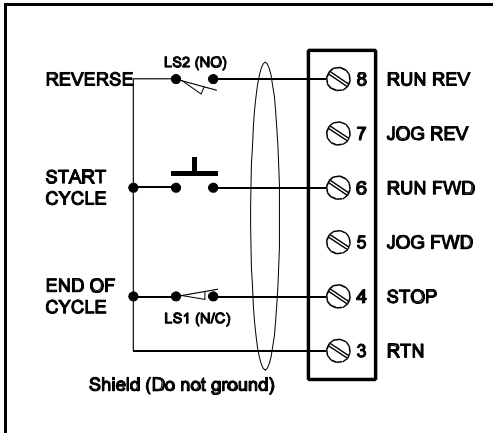 LS2 (NO)
REVERSE
8 RUN REV
7 JOG REV
START
CYCLE
6 RUN FWD
5 JOG FWD
END OF
CYCLE
LS1 (N/C)
4 STOP
3 RTN
Shield (Do not ground)